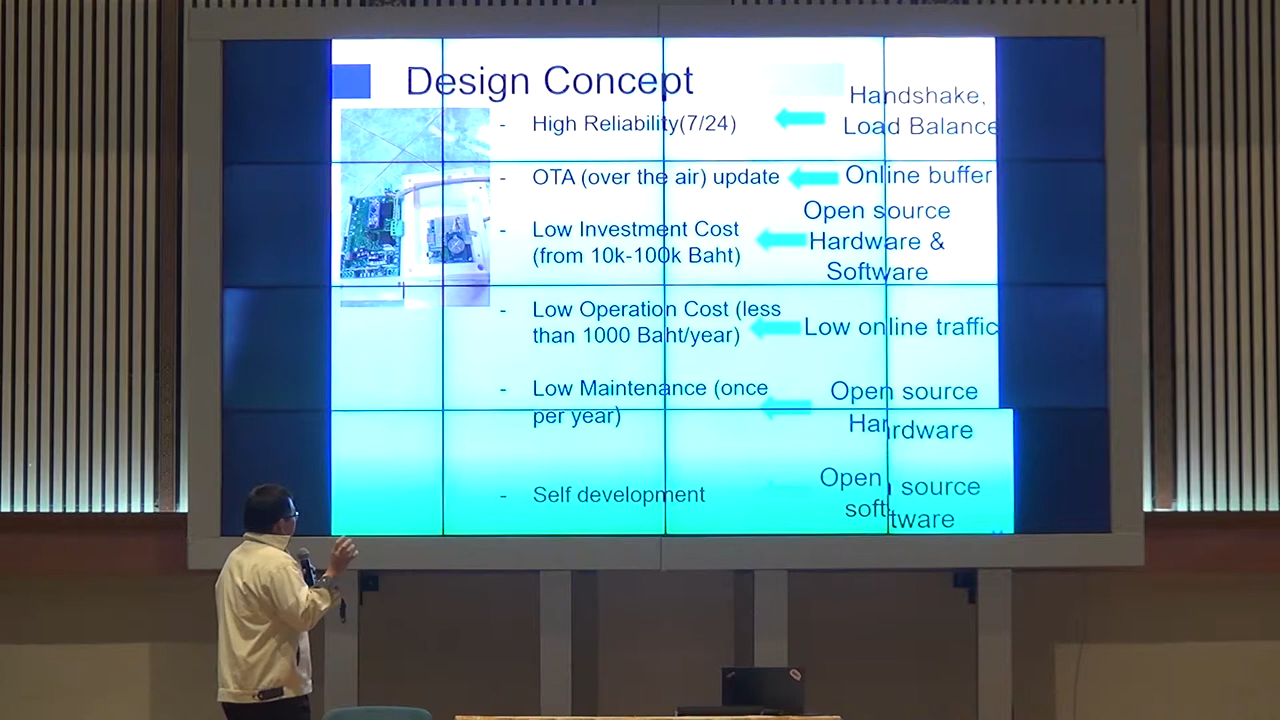 Design Concept
- High Reliability(7/24)
Handshake,
Load Balance
- OTA (over the air) update
Online buffer
- Low Investment Cost
(from 10k-100k Baht)
Open source
Hardware &
Software
- Low Operation Cost (less
than 1000 Baht/year)
Low online traffic
- Low Maintenance (once
per year)
Open source
Hardware
- Self development
Open source
software